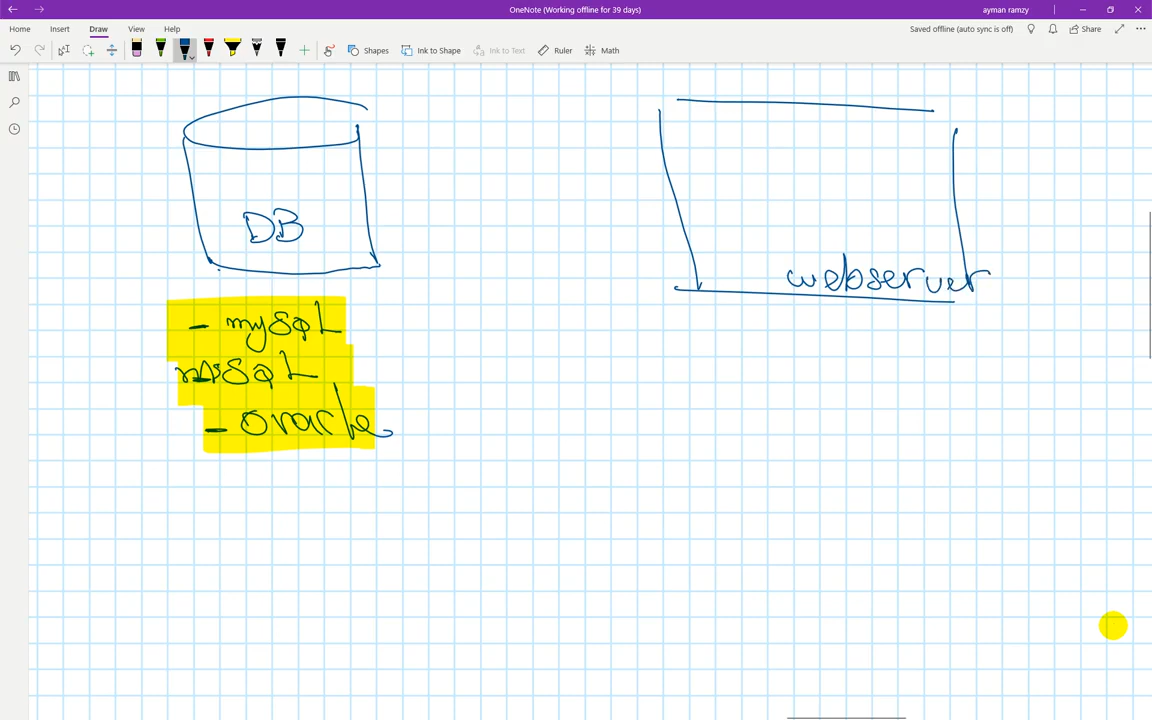 OneNote (Working offline for 39 days)
ayman ramzy
Home Insert Draw View Help
Saved offline (auto sync is off)
Share
Shapes Ink to Shape Ink to Text Ruler Math
DB
webserver
- mySqL
MSSqL
- oracle